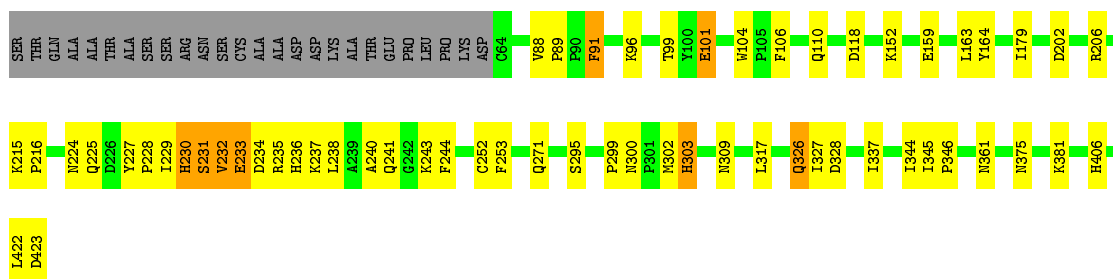 SER THR GLN ALA ALA THR ALA SER SER ARG ASN SER CYS ALA ALA ASP ASP LYS ALA THR GLU PRO LEU PRO LYS ASP C64 V88 P89 P90 F91 K96 T99 Y100 E101 W104 P105 F106 Q110 D118 K152 E159 L163 Y164 I179 D202 R206
K215 P216 N224 Q225 D226 Y227 P228 I229 H230 S231 V232 E233 D234 R235 H236 K237 L238 A239 A240 Q241 G242 K243 F244 C252 F253 Q271 S295 P299 N300 P301 M302 H303 N309 L317 Q326 I327 D328 I337 I344 I345 P346 N361 N375 K381 H406
L422 D423